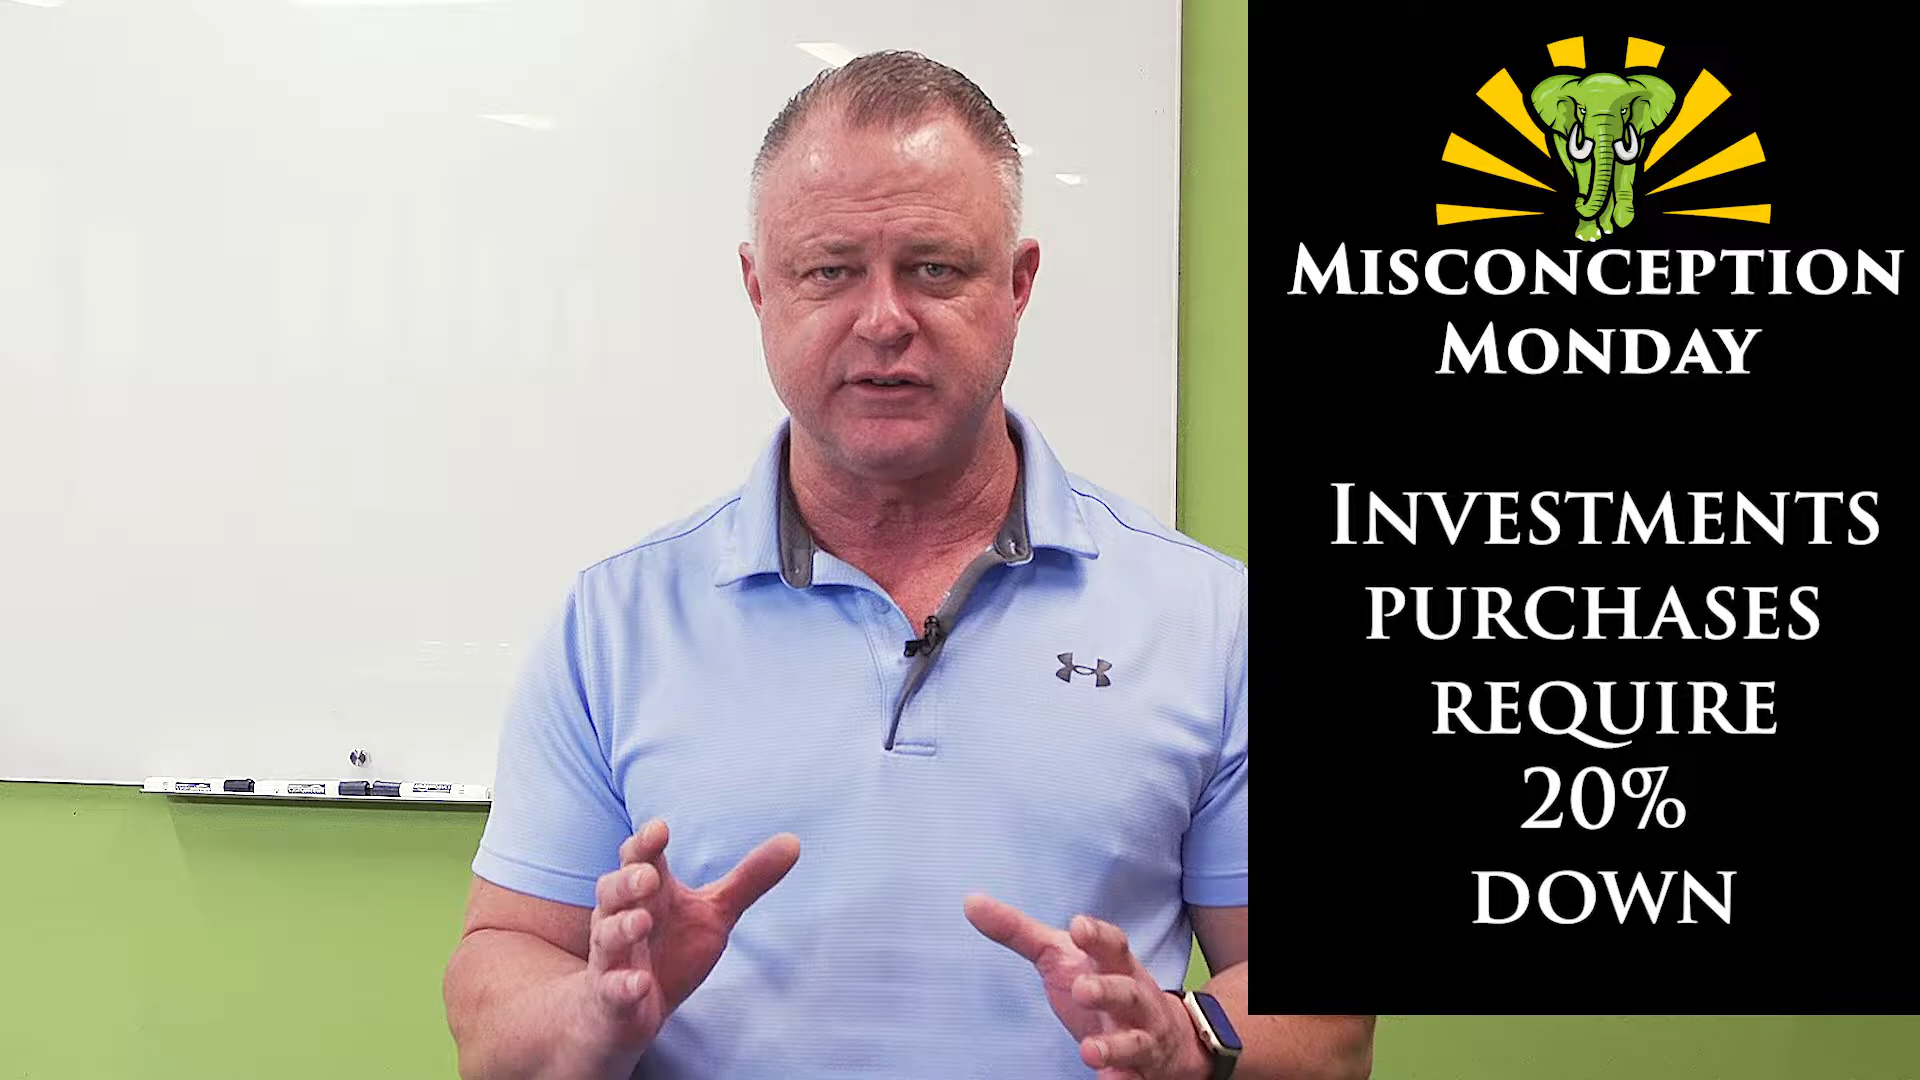 Misconception
Monday
Investments
purchases
require
20%
down